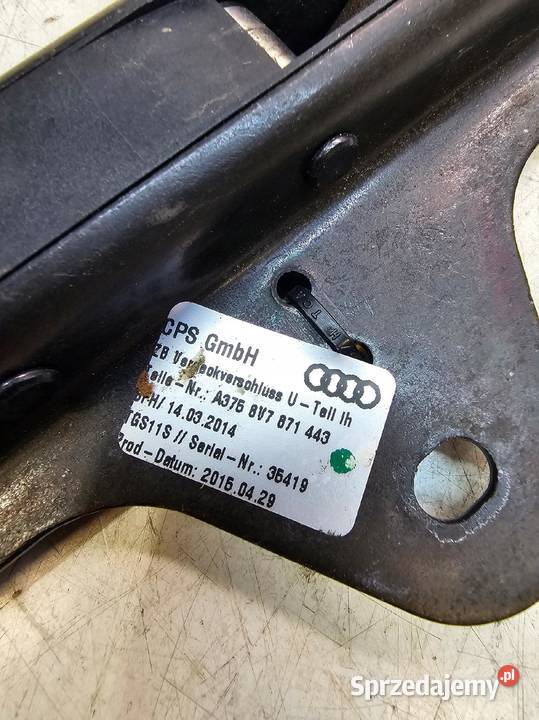 CPS GmbH
ZB Verdeckverschluss U-Teil lh
Teile-Nr.: A375 8V7 871 443
/ 14.03.2014
TGS11S // Serial-Nr.: 35419
Prod-Datum: 2015.04.29
Sprzedajemy.pl